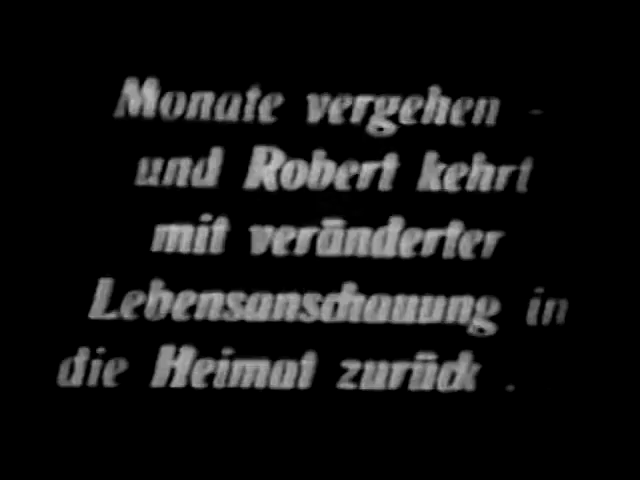 Monate vergehen -
und Robert kehrt
mit veränderter
Lebensanschauung in
die Heimat zurück .